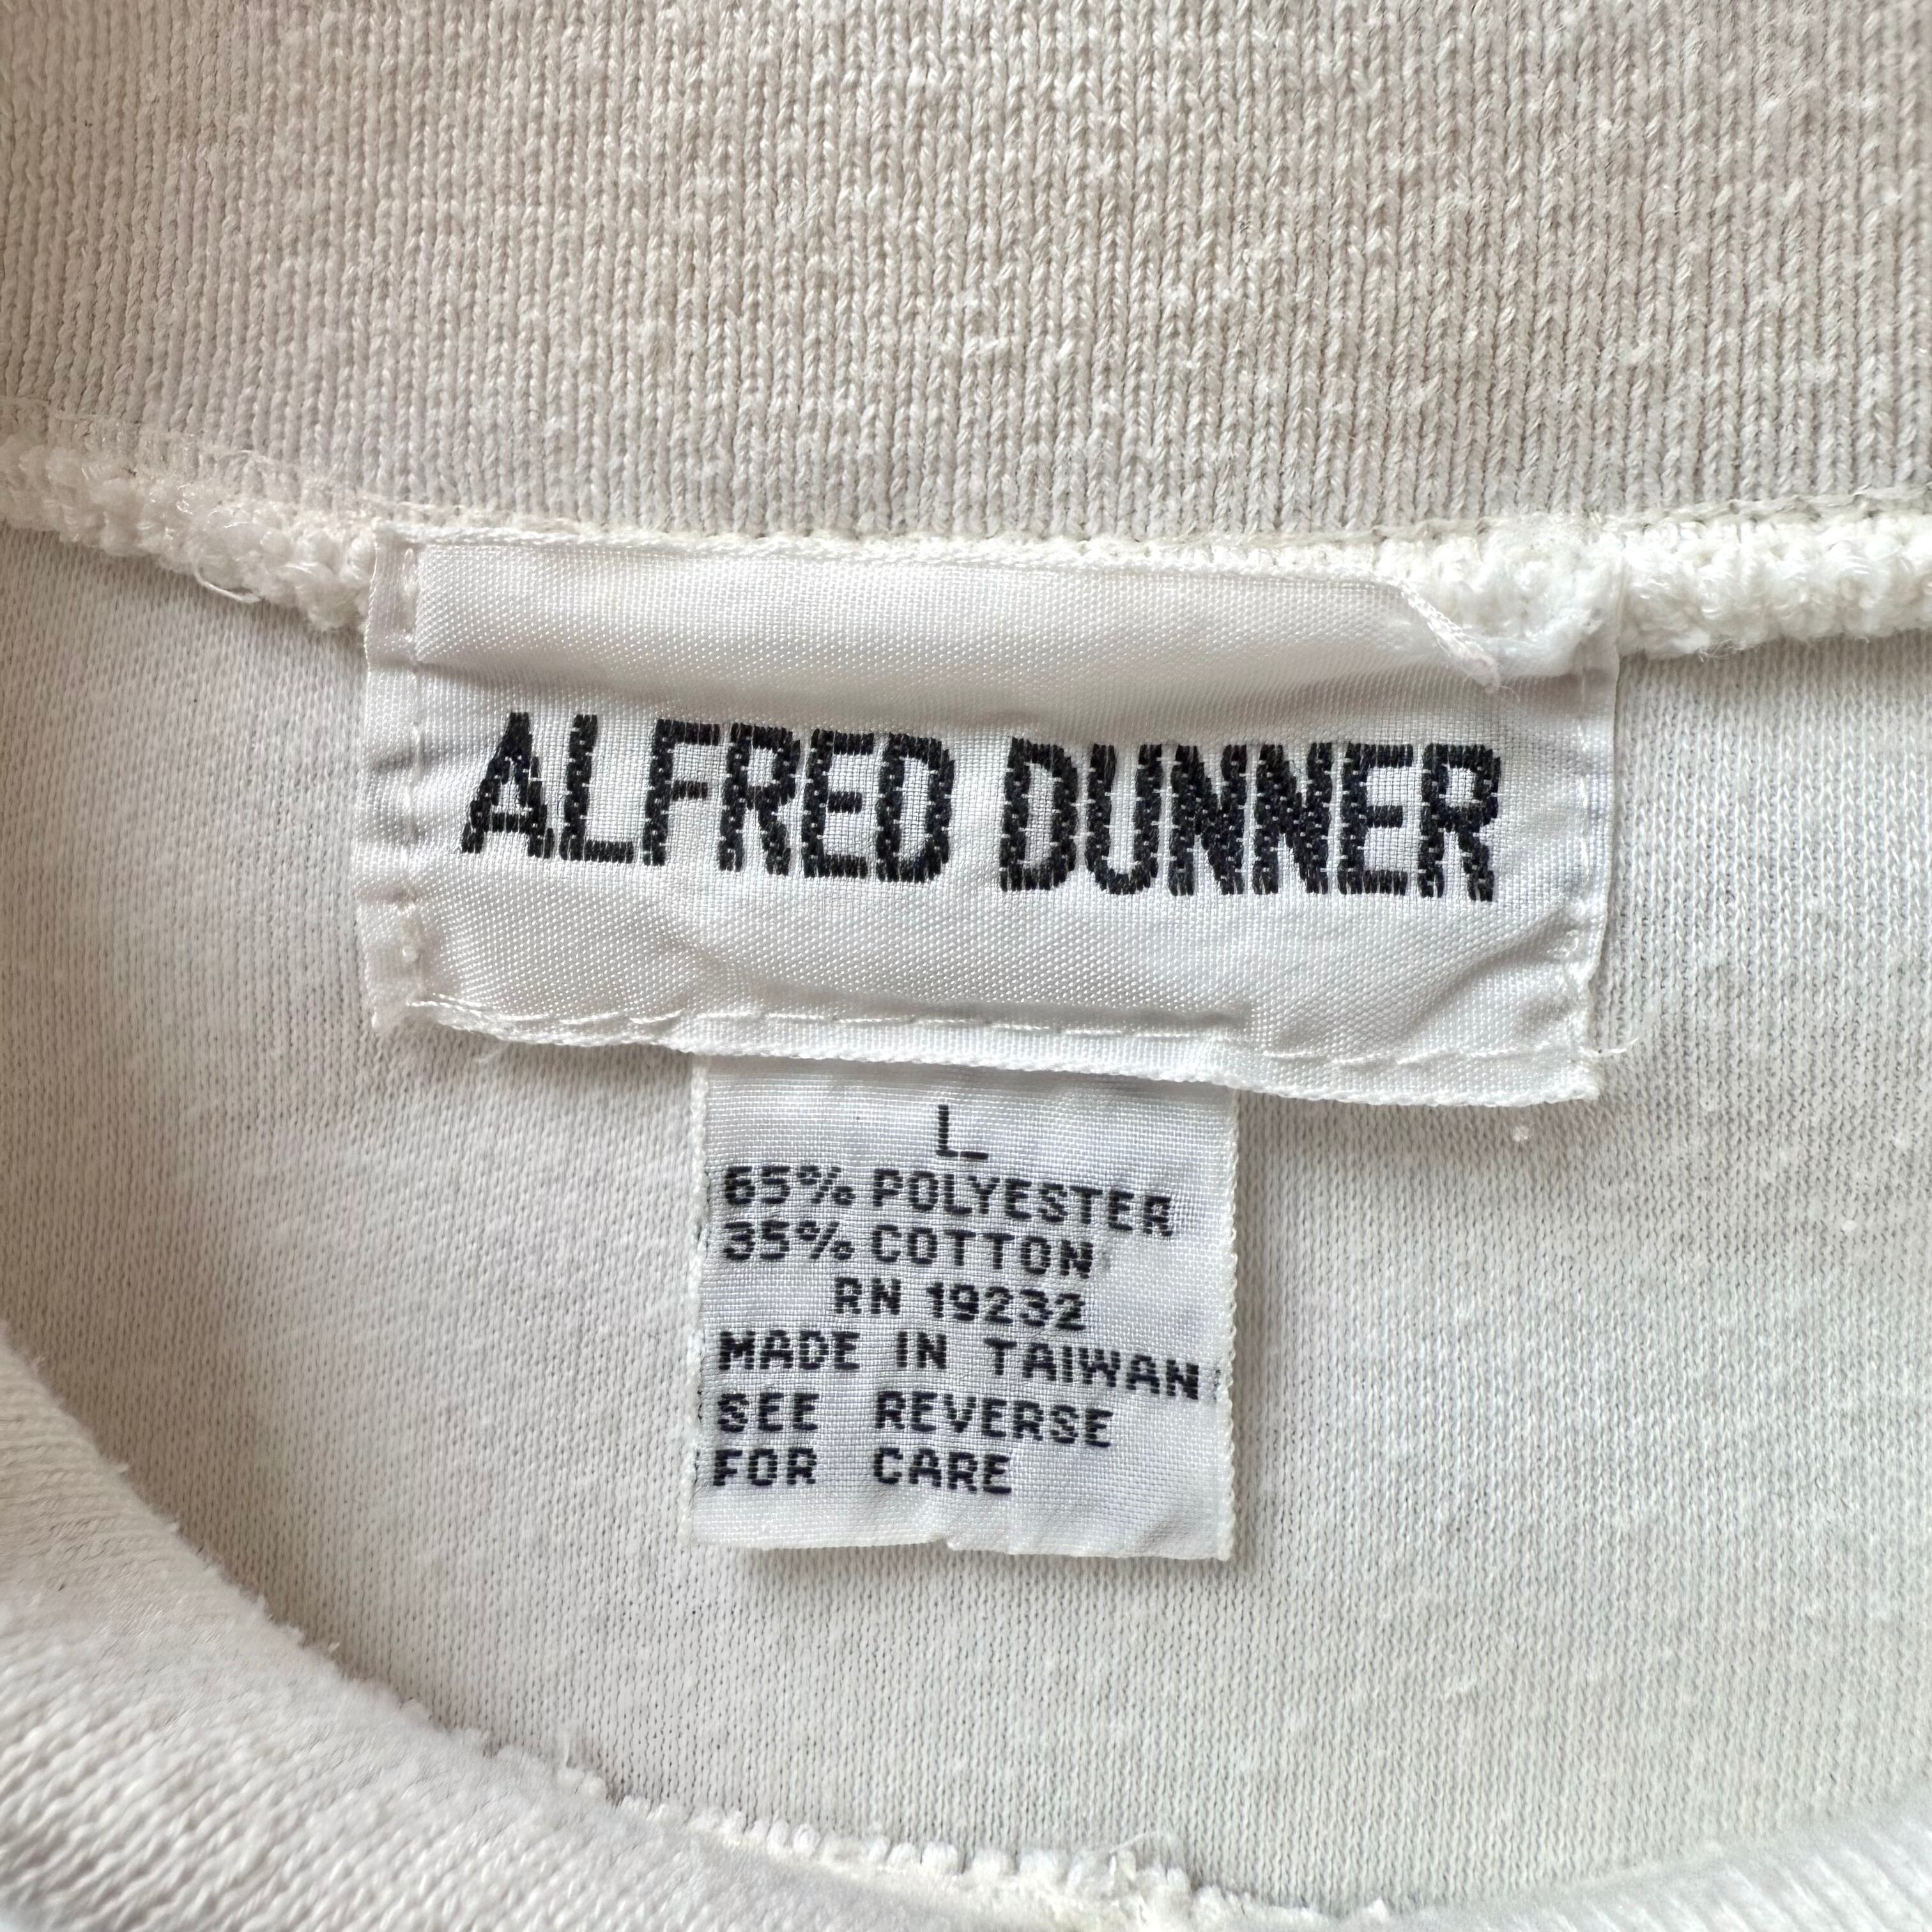 ALFRED DUNNER
L
65% POLYESTER
35% COTTON
RN 19232
MADE IN TAIWAN
SEE REVERSE
FOR CARE